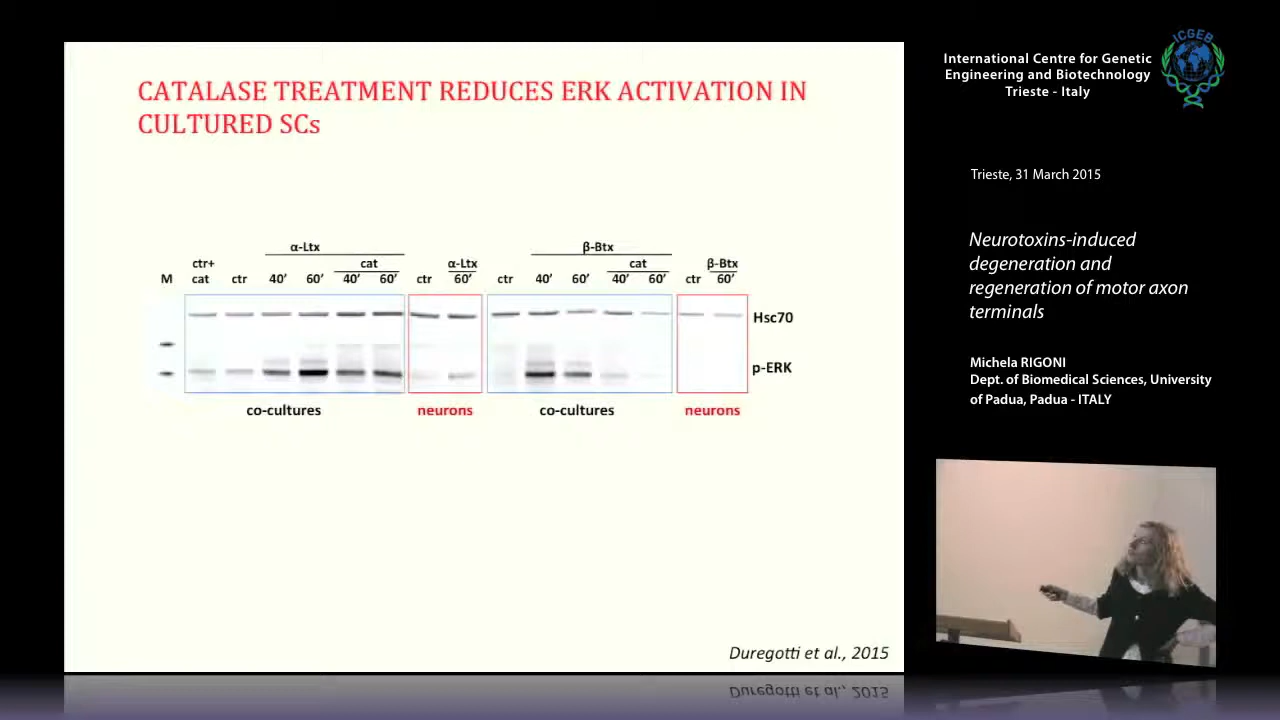 CATALASE TREATMENT REDUCES ERK ACTIVATION IN
CULTURED SCs
α-Ltx
β-Btx
ctr+
cat
α-Ltx
cat
β-Btx
M cat ctr 40’ 60’ 40’ 60’ ctr 60’ ctr 40’ 60’ 40’ 60’ ctr 60’
Hsc70
p-ERK
co-cultures neurons co-cultures neurons
Duregotti et al., 2015
ICGEB
International Centre for Genetic
Engineering and Biotechnology
Trieste - Italy
Trieste, 31 March 2015
Neurotoxins-induced
degeneration and
regeneration of motor axon
terminals
Michela RIGONI
Dept. of Biomedical Sciences, University
of Padua, Padua - ITALY